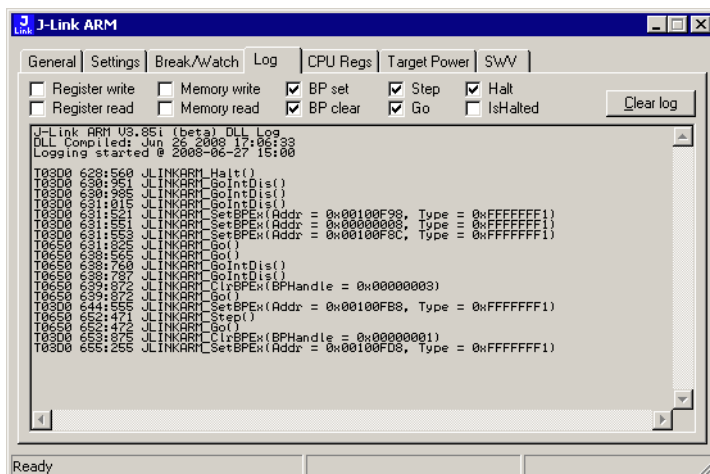 J-Link ARM
General Settings Break/Watch Log CPU Regs Target Power SWV
Register write Memory write BP set Step Halt
Register read Memory read BP clear Go IsHalted
Clear log
J-Link ARM V3.85i (beta) DLL Log
DLL Compiled: Jun 26 2008 17:06:33
Logging started @ 2008-06-27 15:00
T03D0 628:560 JLINKARM_Halt()
T03D0 630:951 JLINKARM_GoIntDis()
T03D0 630:985 JLINKARM_GoIntDis()
T03D0 631:015 JLINKARM_GoIntDis()
T03D0 631:521 JLINKARM_SetBPEx(Addr = 0x00100F98, Type = 0xFFFFFFF1)
T03D0 631:551 JLINKARM_SetBPEx(Addr = 0x00000008, Type = 0xFFFFFFF1)
T03D0 631:553 JLINKARM_SetBPEx(Addr = 0x00100F8C, Type = 0xFFFFFFF1)
T0650 631:825 JLINKARM_Go()
T0650 638:565 JLINKARM_Go()
T0650 638:760 JLINKARM_GoIntDis()
T0650 638:787 JLINKARM_GoIntDis()
T03D0 639:872 JLINKARM_ClrBPEx(BPHandle = 0x00000003)
T0650 639:872 JLINKARM_Go()
T03D0 644:555 JLINKARM_SetBPEx(Addr = 0x00100FB8, Type = 0xFFFFFFF1)
T0650 652:471 JLINKARM_Step()
T0650 652:472 JLINKARM_Go()
T03D0 653:875 JLINKARM_ClrBPEx(BPHandle = 0x00000001)
T03D0 655:255 JLINKARM_SetBPEx(Addr = 0x00100FD8, Type = 0xFFFFFFF1)
Ready